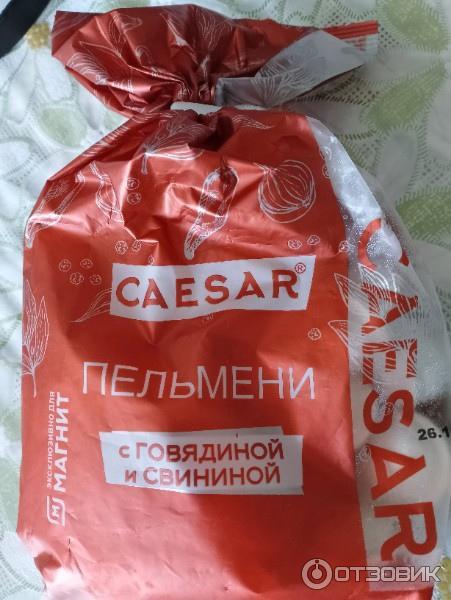 CAESAR®
ПЕЛЬМЕНИ
с ГОВЯДИНОЙ
и СВИНИНОЙ
ЭКСКЛЮЗИВНО ДЛЯ
М МАГНИТ
CAESAR®
26.1
ОТЗОВИК